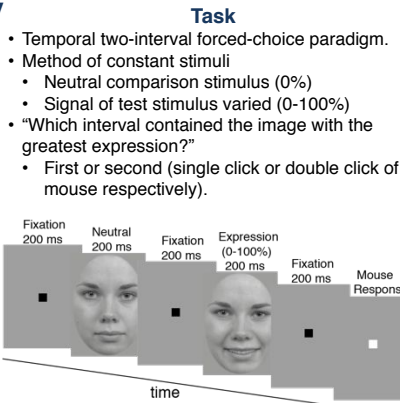 Task
• Temporal two-interval forced-choice paradigm.
• Method of constant stimuli
• Neutral comparison stimulus (0%)
• Signal of test stimulus varied (0-100%)
• “Which interval contained the image with the
greatest expression?”
• First or second (single click or double click of
mouse respectively).
Fixation
200 ms
Neutral
200 ms
Fixation
200 ms
Expression
(0-100%)
200 ms
Fixation
200 ms
Mouse
Respons
time